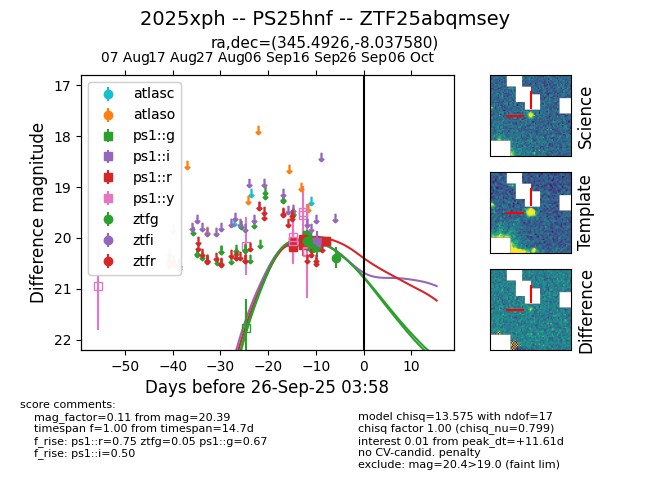 2025xph -- PS25hnf -- ZTF25abqmsey
ra,dec=(345.4926,-8.037580)
07 Aug 17 Aug 27 Aug 06 Sep 16 Sep 26 Sep 06 Oct
17
18
19
20
21
22
Difference magnitude
atlasc
atlaso
ps1::g
ps1::i
ps1::r
ps1::y
ztfg
ztfi
ztfr
−50 −40 −30 −20 −10 0 10
Days before 26-Sep-25 03:58
Science
Template
Difference
score comments:
mag_factor=0.11 from mag=20.39
timespan f=1.00 from timespan=14.7d
f_rise: ps1::r=0.75 ztfg=0.05 ps1::g=0.67
f_rise: ps1::i=0.50
model chisq=13.575 with ndof=17
chisq factor 1.00 (chisq_nu=0.799)
interest 0.01 from peak_dt=+11.61d
no CV-candid. penalty
exclude: mag=20.4>19.0 (faint lim)